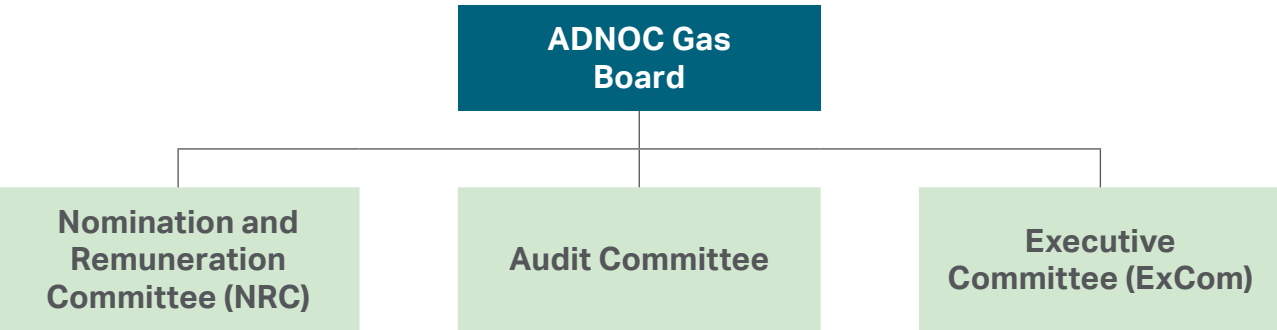 ADNOC Gas
Board
Nomination and
Remuneration
Committee (NRC)
Audit Committee
Executive
Committee (ExCom)